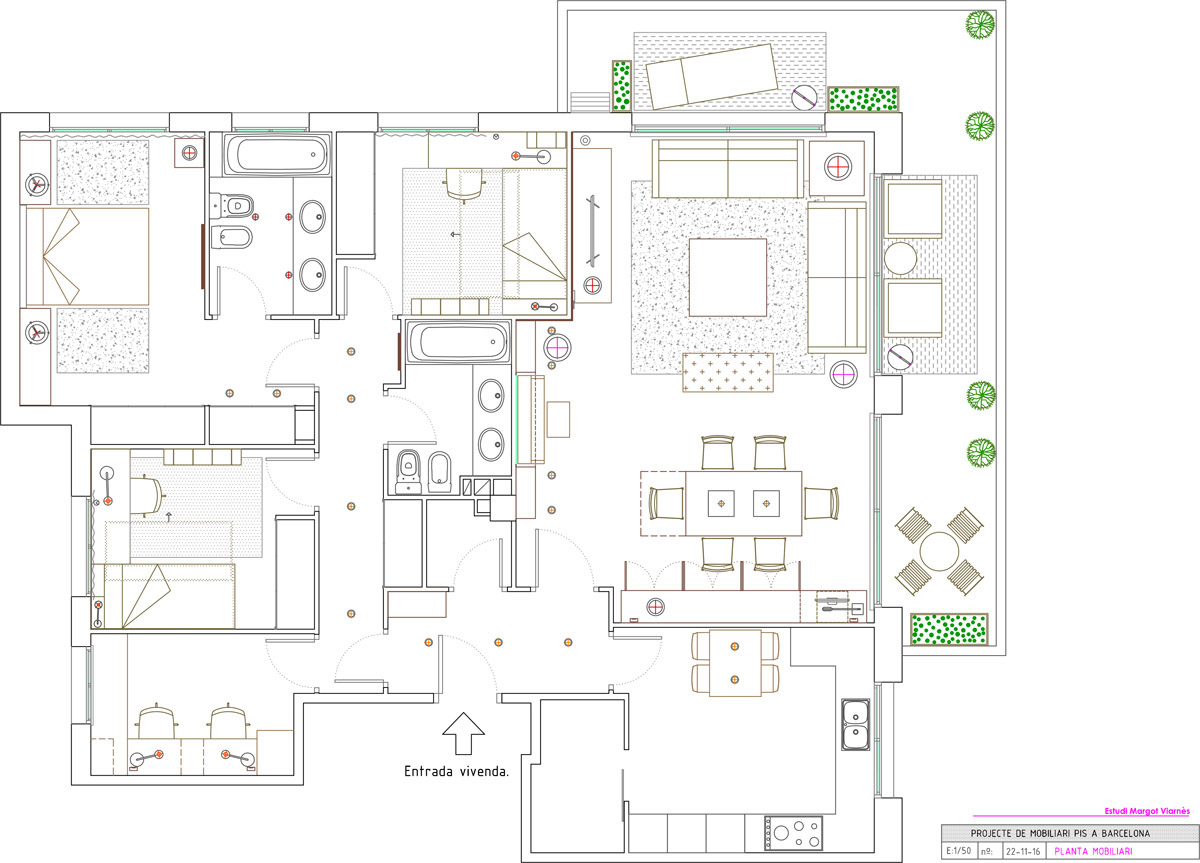 Entrada vivenda.
Estudi Margot Viarnès
PROJECTE DE MOBILIARI PIS A BARCELONA
E:1/50 nº: 22-11-16 PLANTA MOBILIARI